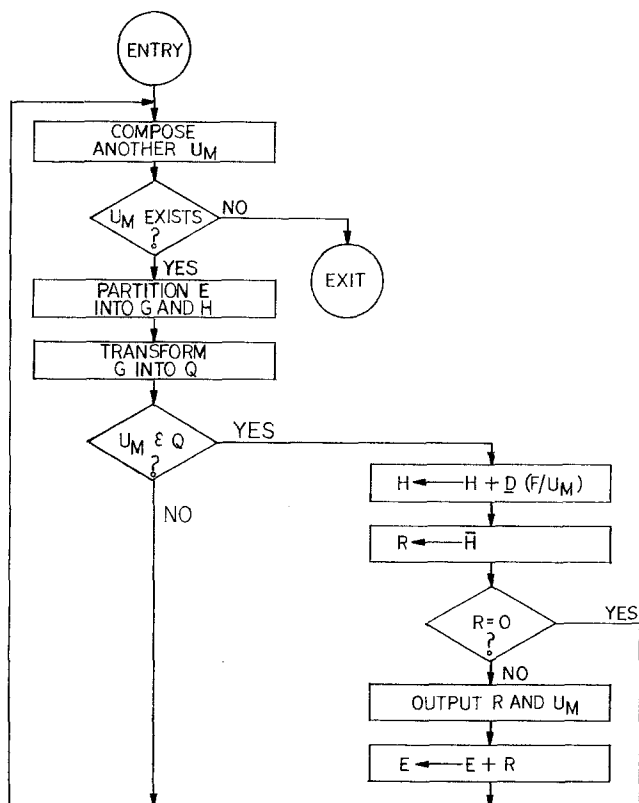 ENTRY
COMPOSE
ANOTHER U_M
U_M EXISTS
?
NO
EXIT
YES
PARTITION E
INTO G AND H
TRANSFORM
G INTO Q
U_M Ɛ Q
?
YES
NO
H ← H + D̲ (F/U_M)
R ← H̄
R = O
?
YES
NO
OUTPUT R AND U_M
E ← E + R